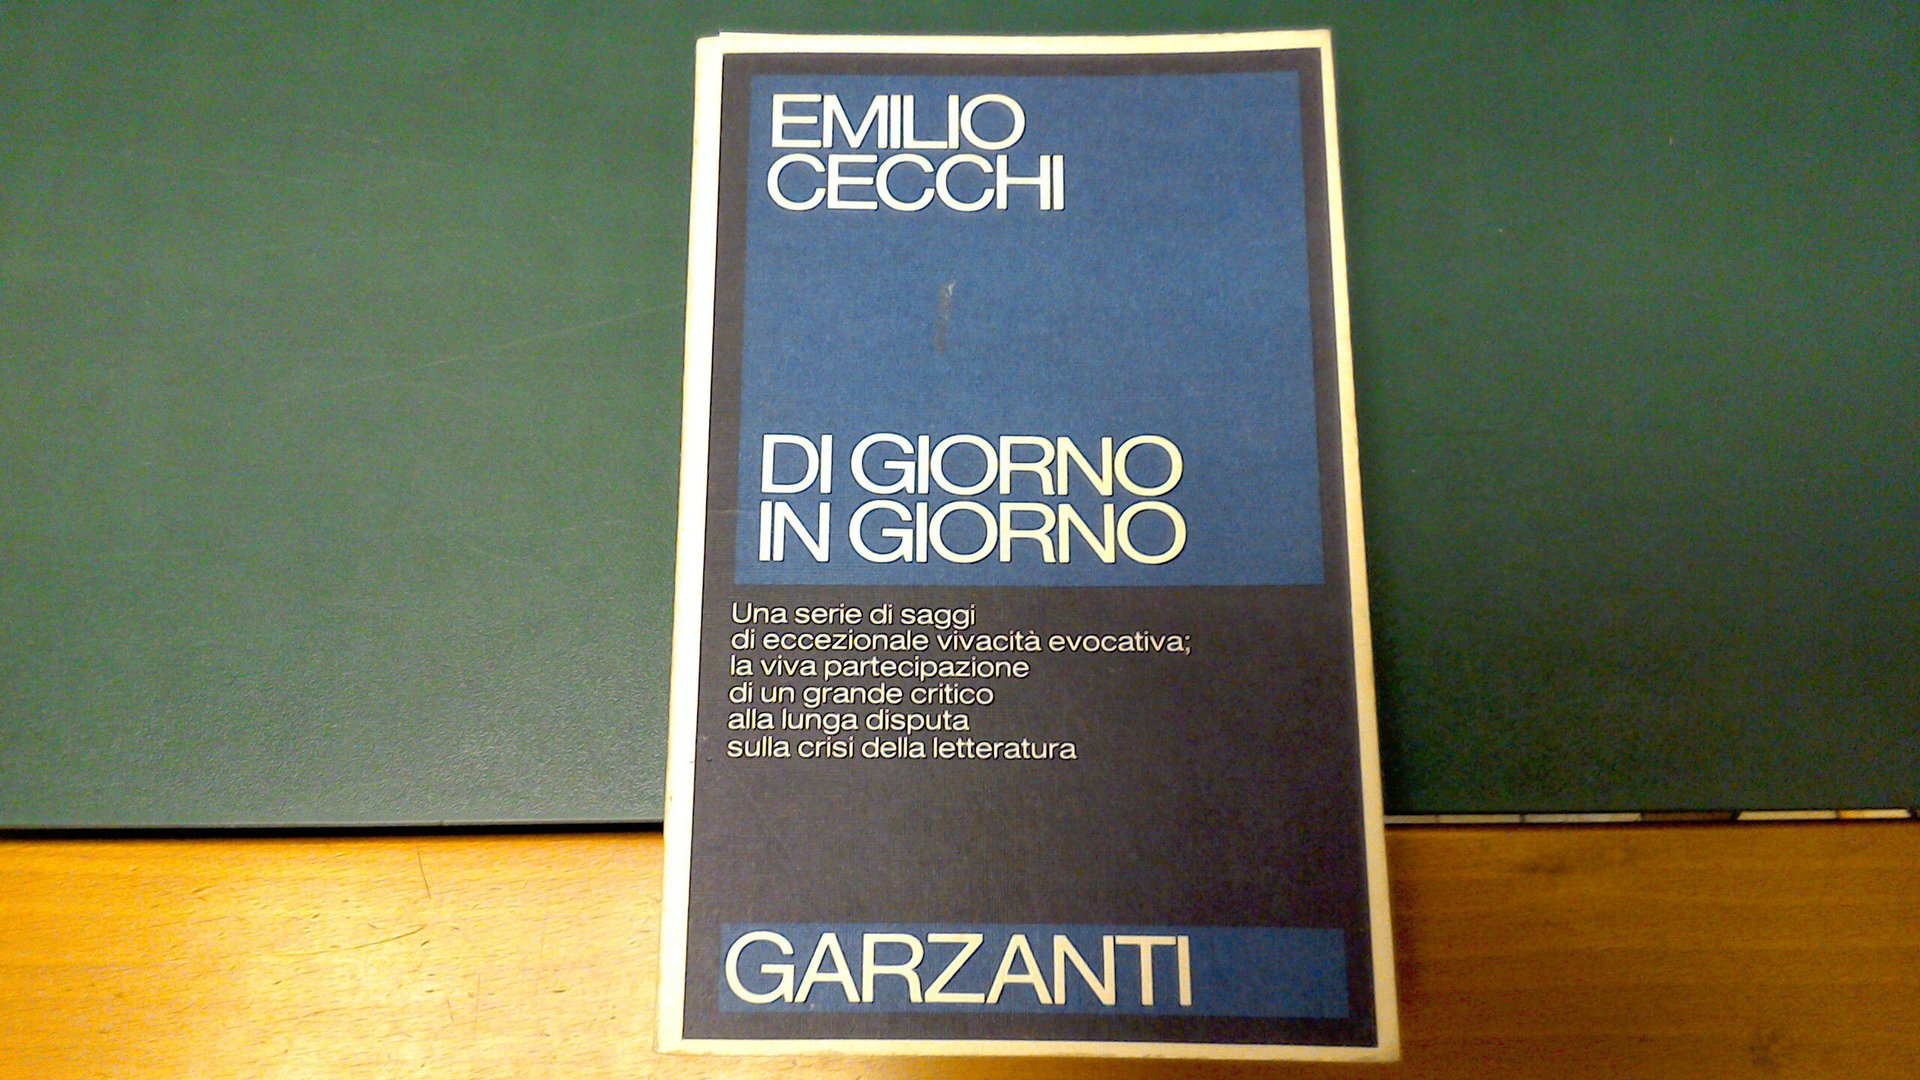 EMILIO
CECCHI
DI GIORNO
IN GIORNO
Una serie di saggi
di eccezionale vivacità evocativa;
la viva partecipazione
di un grande critico
alla lunga disputa
sulla crisi della letteratura
GARZANTI